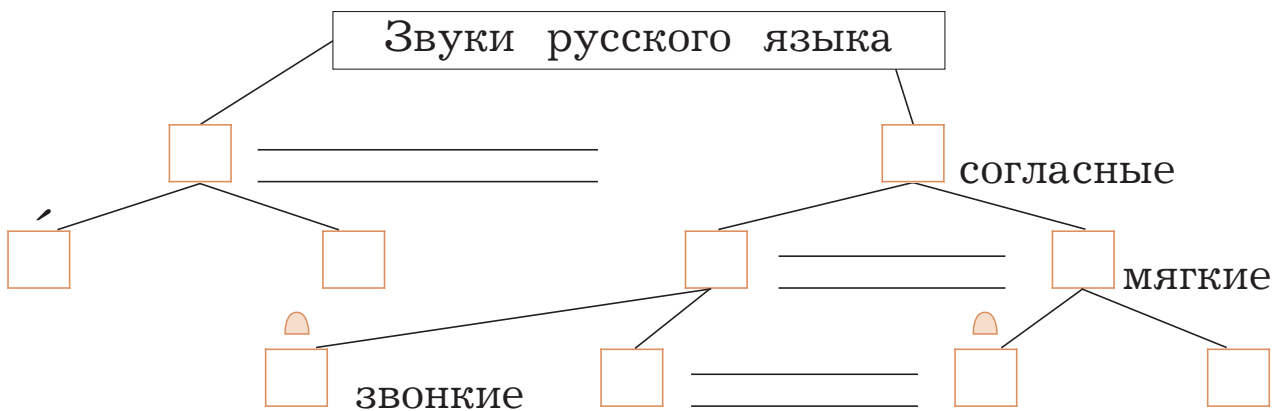 Звуки русского языка
согласные
мягкие
звонкие